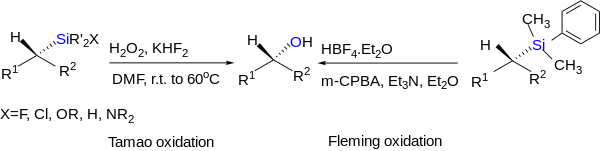 H SiR'₂X
R¹ R²
H₂O₂, KHF₂
DMF, r.t. to 60⁰C
H OH
R¹ R²
HBF₄.Et₂O
m-CPBA, Et₃N, Et₂O
CH₃
H Si
CH₃
R¹ R²
X=F, Cl, OR, H, NR₂
Tamao oxidation
Fleming oxidation